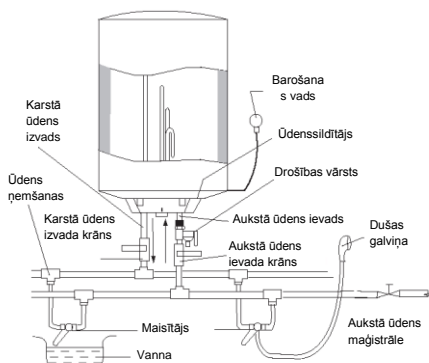 Barošana
s vads
Karstā
ūdens
izvads
Ūdenssildītājs
Drošības vārsts
Ūdens
ņemšanas
Karstā ūdens
izvada krāns
Aukstā ūdens ievads
Aukstā ūdens
ievada krāns
Dušas
galviņa
Maisītājs
Vanna
Aukstā ūdens
maģistrāle